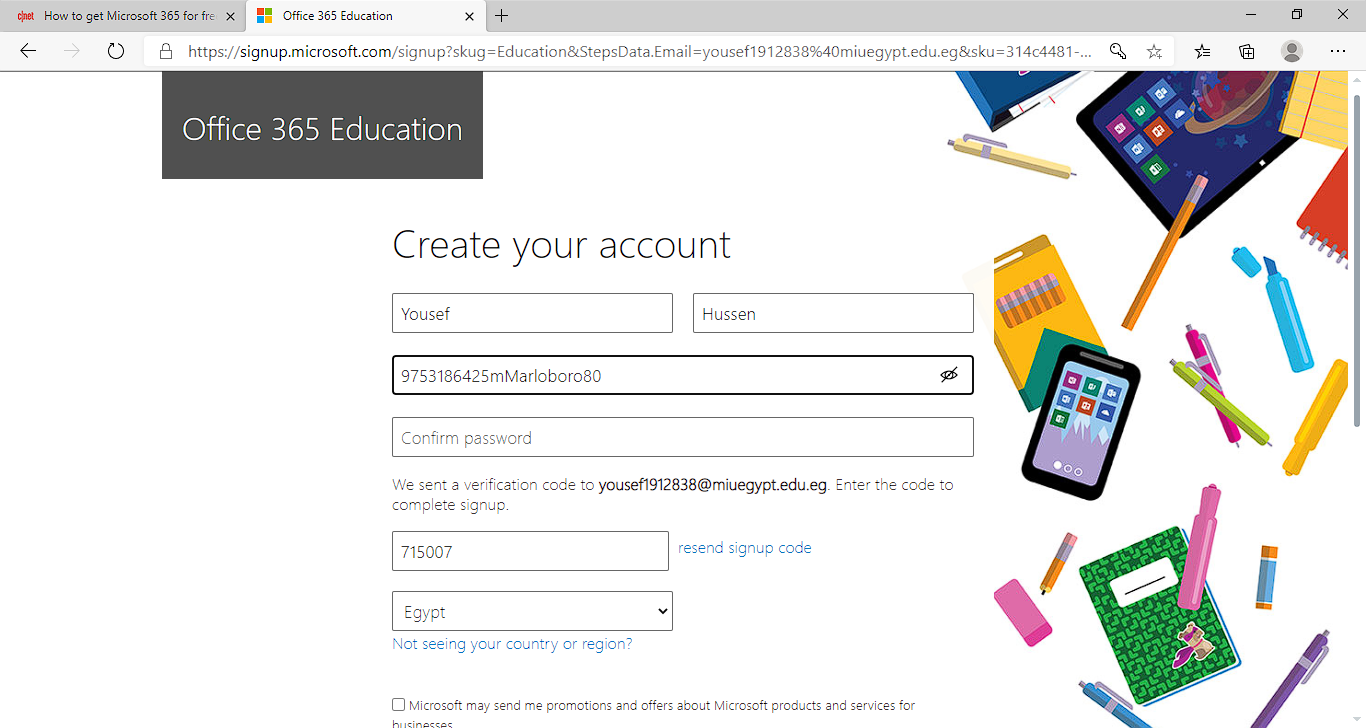 cnet How to get Microsoft 365 for fre
Office 365 Education
https://signup.microsoft.com/signup?skug=Education&StepsData.Email=yousef1912838%40miuegypt.edu.eg&sku=314c4481-...
Office 365 Education
Create your account
Yousef Hussen
9753186425mMarloboro80
Confirm password
We sent a verification code to yousef1912838@miuegypt.edu.eg. Enter the code to
complete signup.
715007 resend signup code
Egypt
Not seeing your country or region?
Microsoft may send me promotions and offers about Microsoft products and services for
businesses